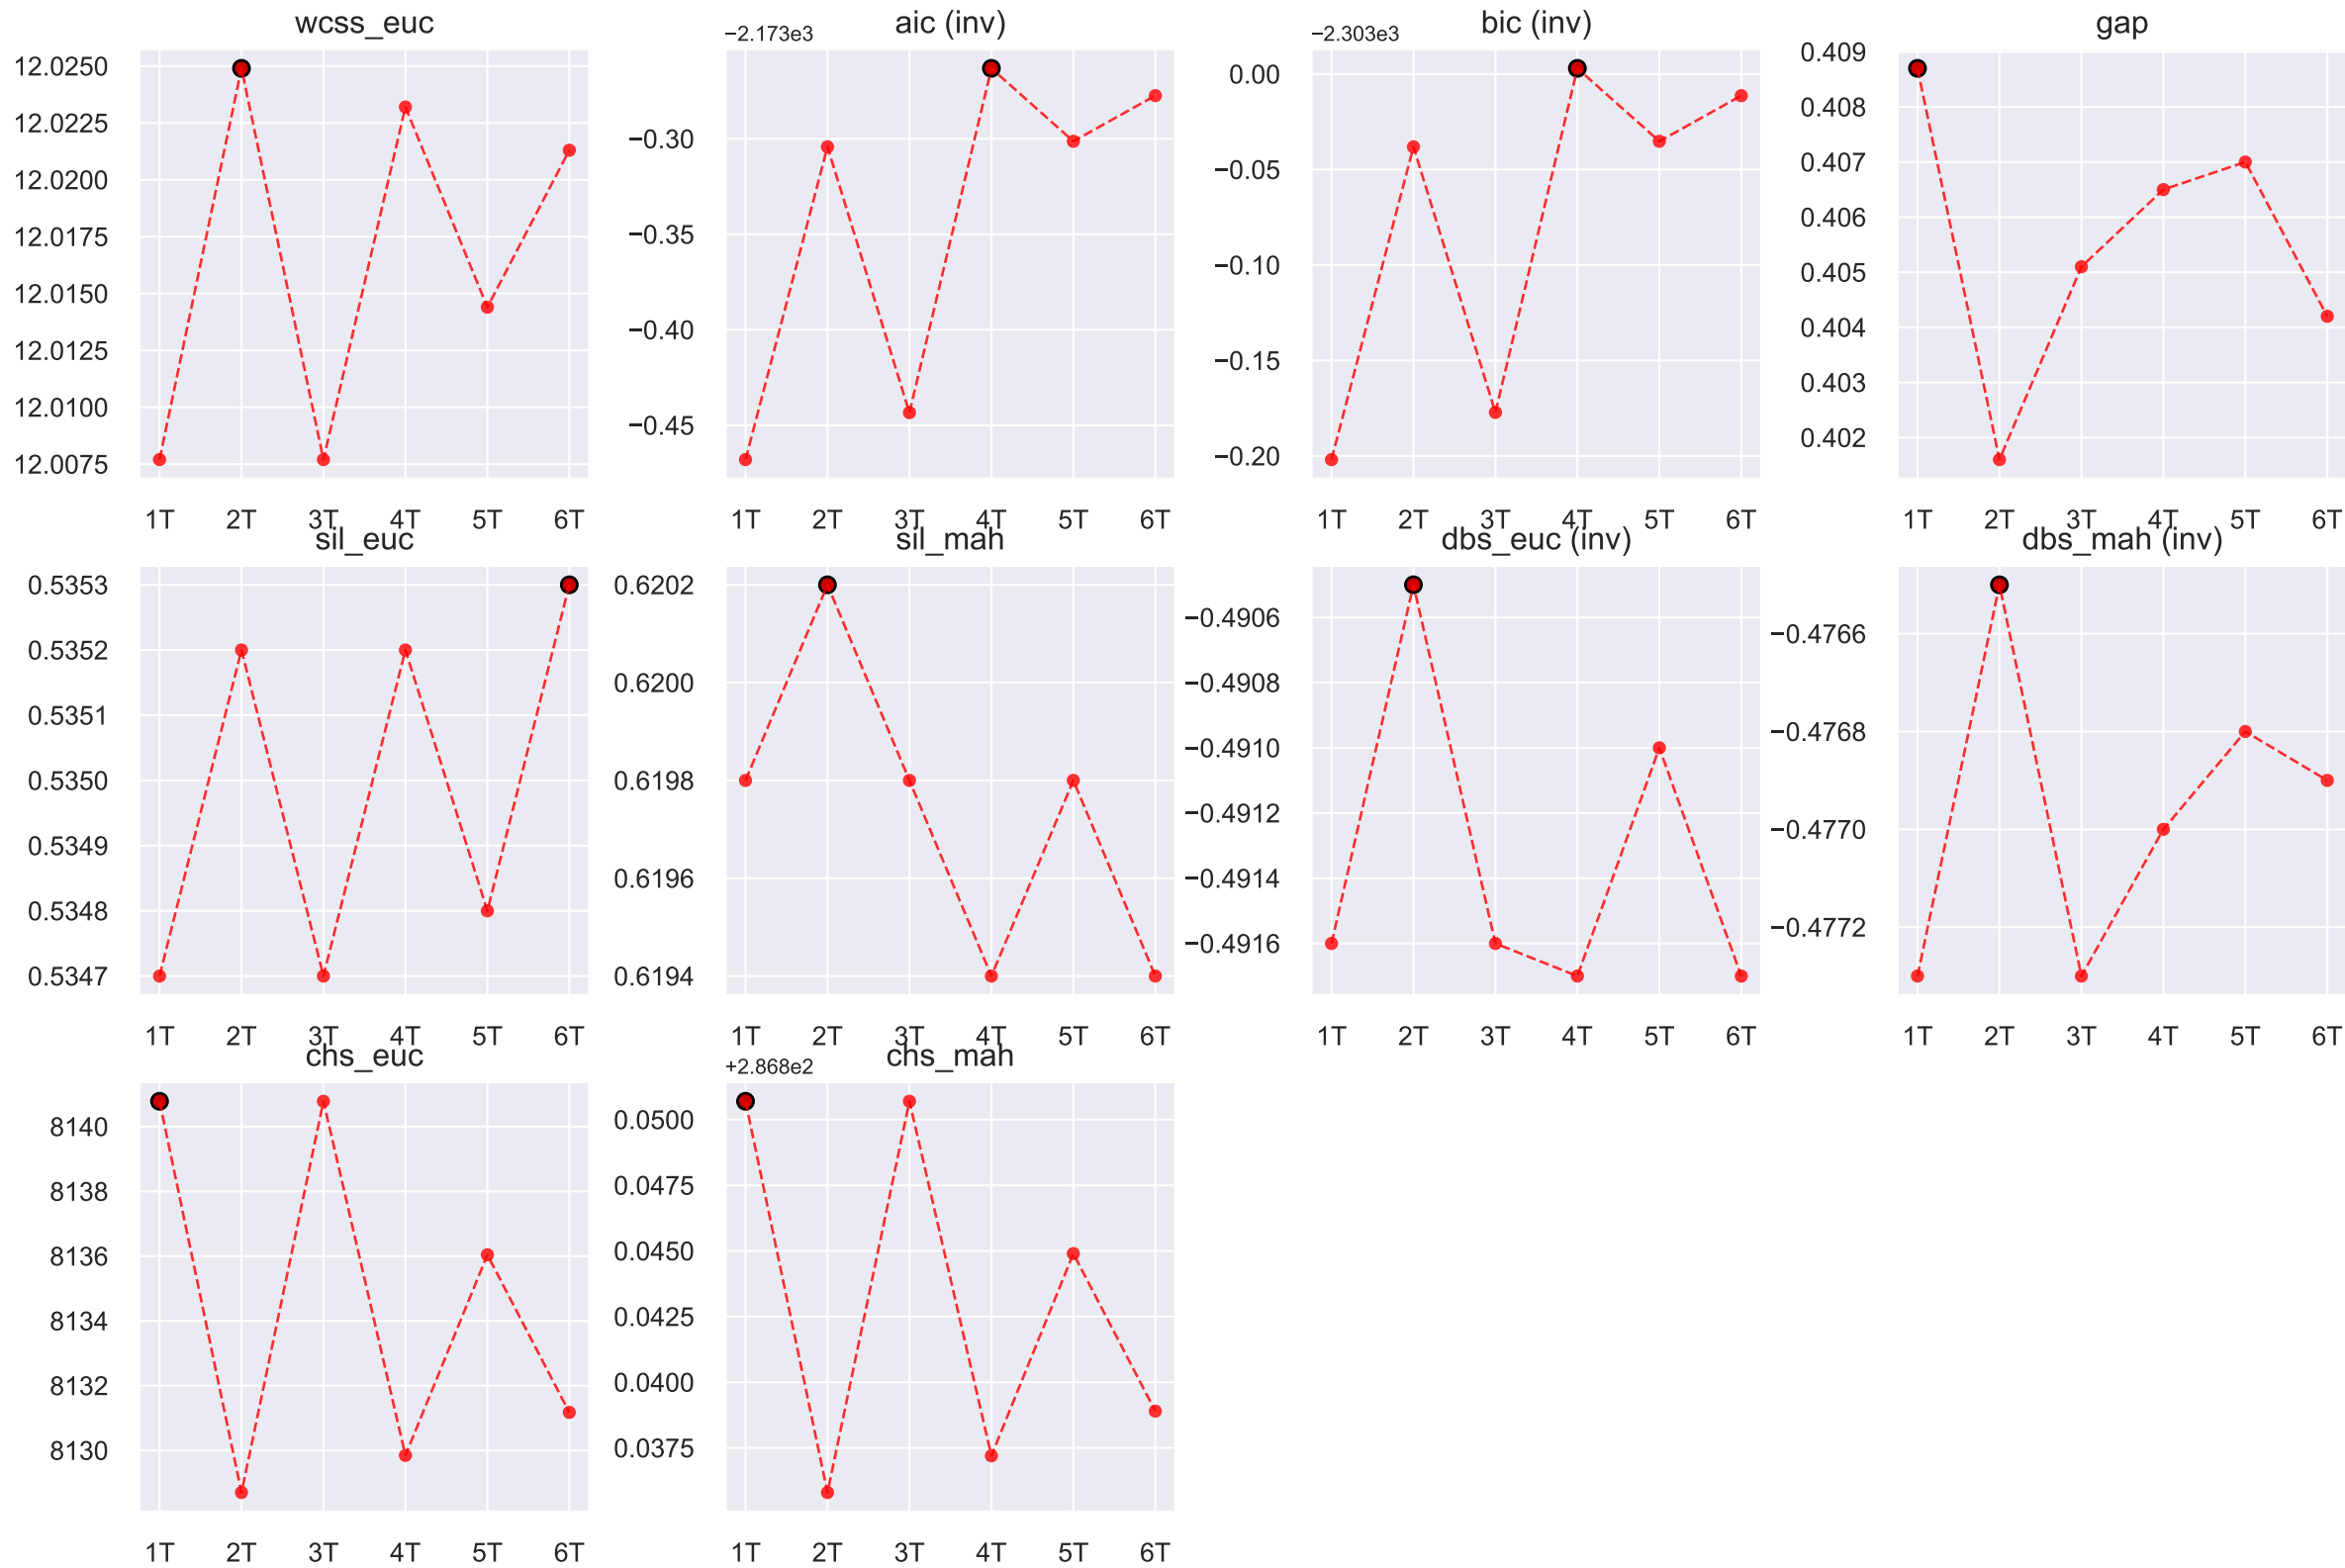 wcss_euc
12.0250
12.0225
12.0200
12.0175
12.0150
12.0125
12.0100
12.0075
1T 2T 3T 4T 5T 6T
aic (inv)
−2.173e3
−0.30
−0.35
−0.40
−0.45
1T 2T 3T 4T 5T 6T
bic (inv)
−2.303e3
0.00
−0.05
−0.10
−0.15
−0.20
1T 2T 3T 4T 5T 6T
gap
0.409
0.408
0.407
0.406
0.405
0.404
0.403
0.402
1T 2T 3T 4T 5T 6T
sil_euc
0.5353
0.5352
0.5351
0.5350
0.5349
0.5348
0.5347
1T 2T 3T 4T 5T 6T
sil_mah
0.6202
0.6200
0.6198
0.6196
0.6194
1T 2T 3T 4T 5T 6T
dbs_euc (inv)
−0.4906
−0.4908
−0.4910
−0.4912
−0.4914
−0.4916
1T 2T 3T 4T 5T 6T
dbs_mah (inv)
−0.4766
−0.4768
−0.4770
−0.4772
1T 2T 3T 4T 5T 6T
chs_euc
8140
8138
8136
8134
8132
8130
1T 2T 3T 4T 5T 6T
chs_mah
+2.868e2
0.0500
0.0475
0.0450
0.0425
0.0400
0.0375
1T 2T 3T 4T 5T 6T